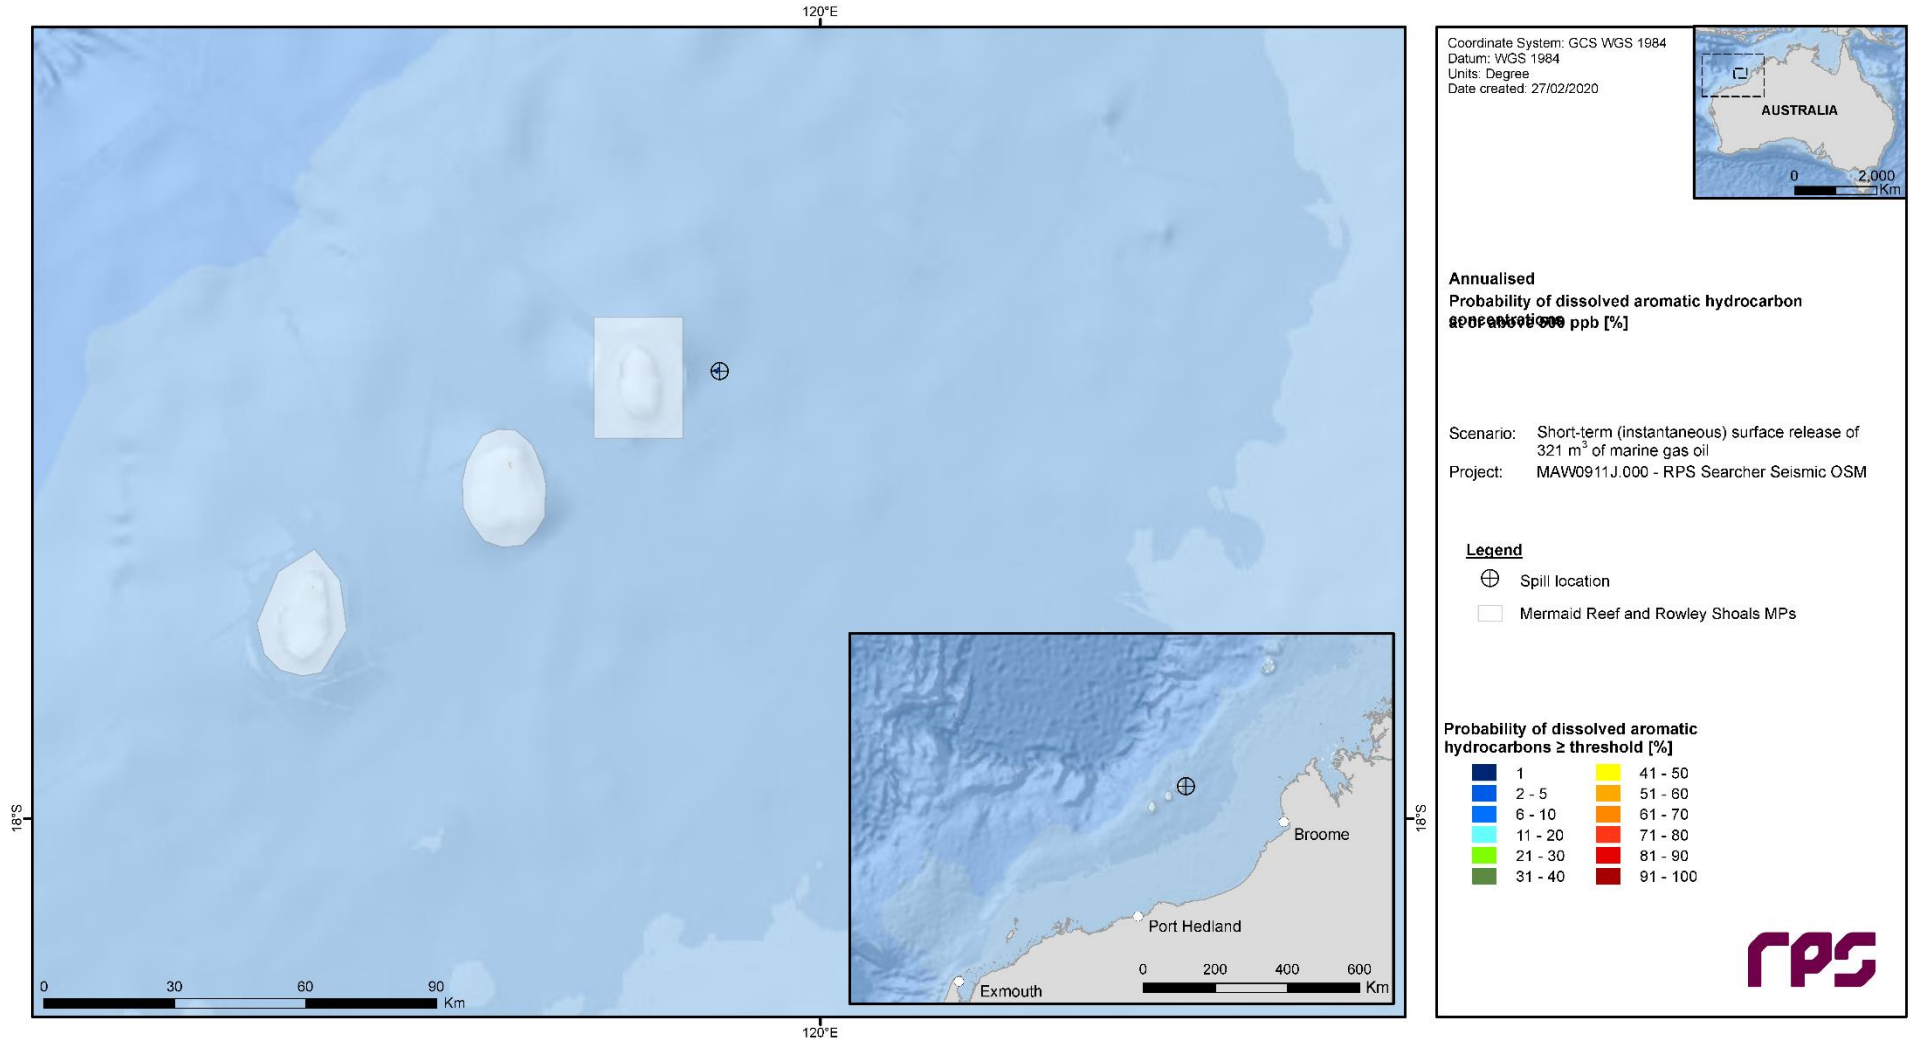 120°E
18°S
18°S
120°E
0 30 60 90 Km
Broome
Port Hedland
Exmouth
0 200 400 600 Km
Coordinate System: GCS WGS 1984
Datum: WGS 1984
Units: Degree
Date created: 27/02/2020
AUSTRALIA
0 2,000 Km
Annualised
Probability of dissolved aromatic hydrocarbon
concentrations
at or above 500 ppb [%]
Scenario: Short-term (instantaneous) surface release of
321 m³ of marine gas oil
Project: MAW0911J.000 - RPS Searcher Seismic OSM
Legend
Spill location
Mermaid Reef and Rowley Shoals MPs
Probability of dissolved aromatic
hydrocarbons ≥ threshold [%]
1
2 - 5
6 - 10
11 - 20
21 - 30
31 - 40
41 - 50
51 - 60
61 - 70
71 - 80
81 - 90
91 - 100
rps